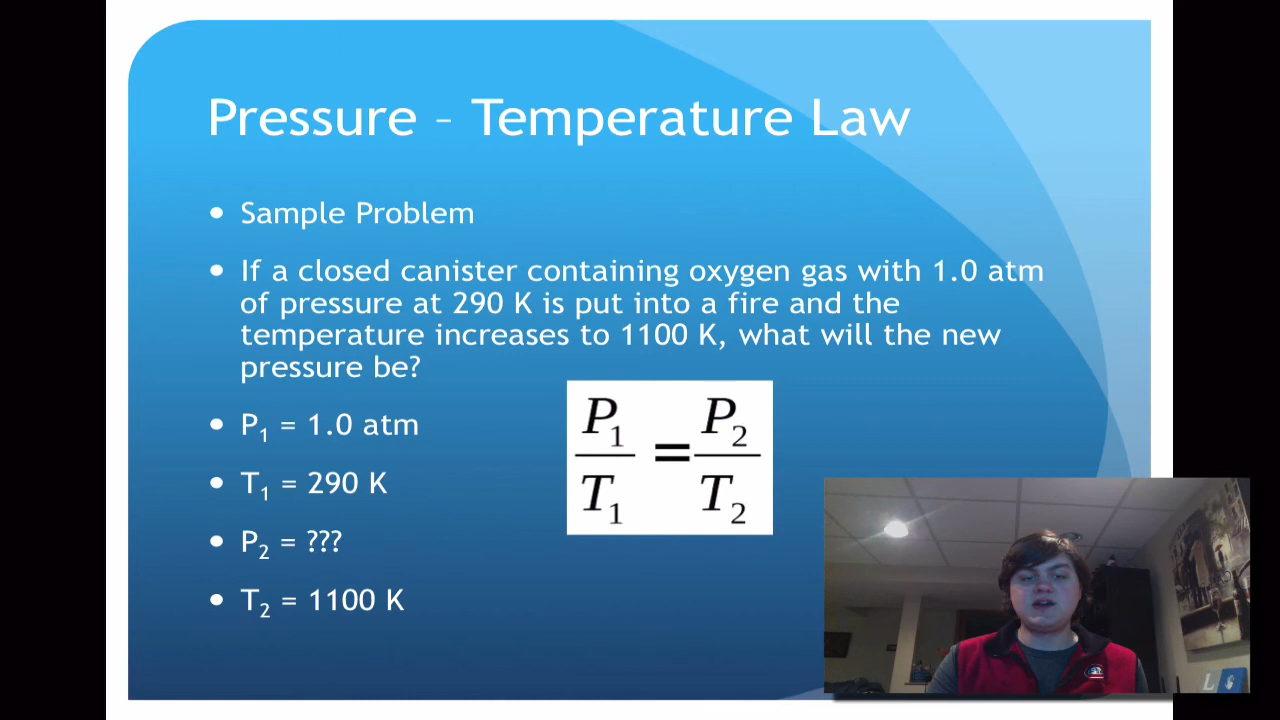 Pressure – Temperature Law
• Sample Problem
• If a closed canister containing oxygen gas with 1.0 atm
of pressure at 290 K is put into a fire and the
temperature increases to 1100 K, what will the new
pressure be?
• P₁ = 1.0 atm
• T₁ = 290 K
• P₂ = ???
• T₂ = 1100 K
P₁/T₁ = P₂/T₂
L